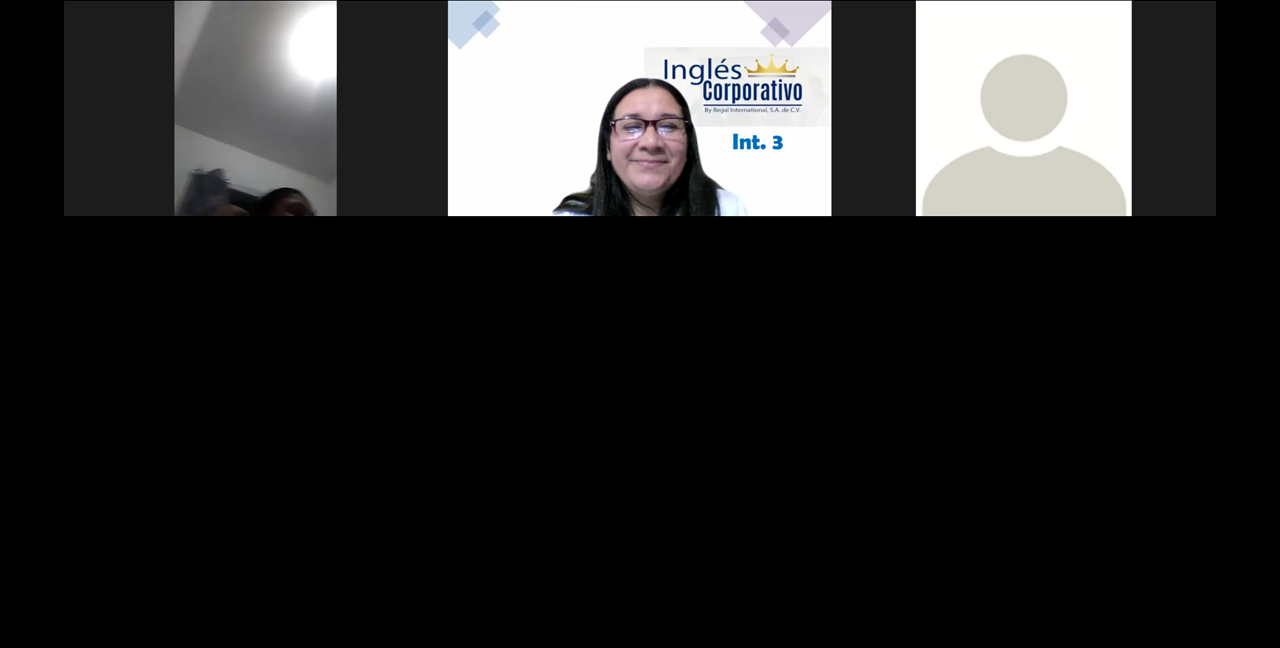 Inglés
Corporativo
By Regal International, S.A. de C.V.
Int. 3